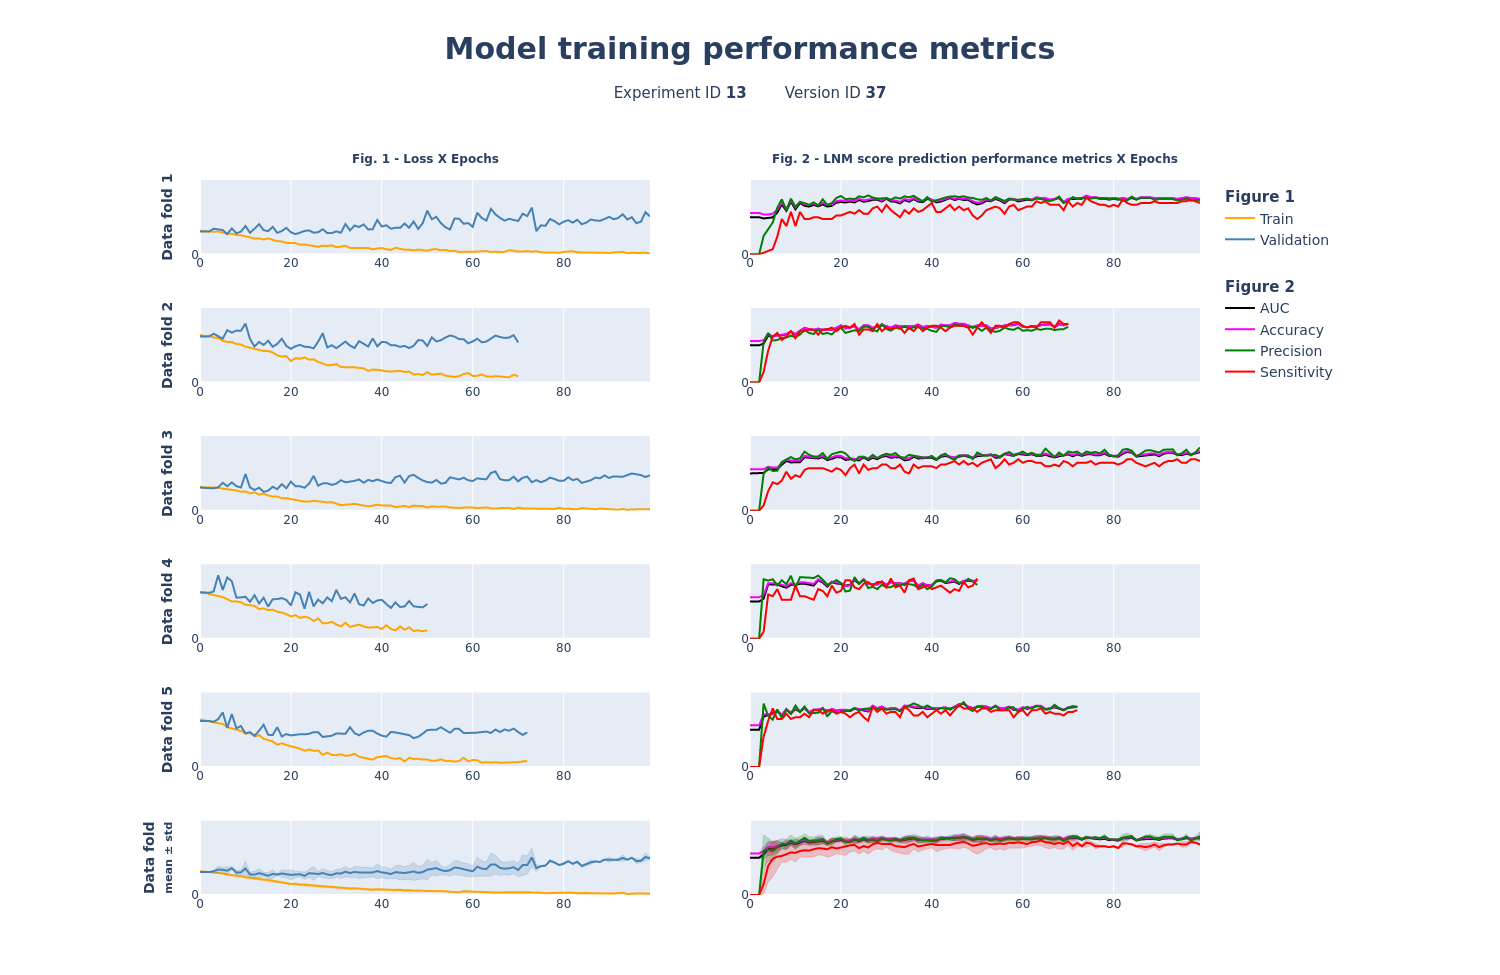 Model training performance metrics
Experiment ID 13 Version ID 37
Fig. 1 - Loss X Epochs
Fig. 2 - LNM score prediction performance metrics X Epochs
Data fold 1
0
0 20 40 60 80
0
0 20 40 60 80
Figure 1
Train
Validation
Figure 2
AUC
Accuracy
Precision
Sensitivity
Data fold 2
0
0 20 40 60 80
0
0 20 40 60 80
Data fold 3
0
0 20 40 60 80
0
0 20 40 60 80
Data fold 4
0
0 20 40 60 80
0
0 20 40 60 80
Data fold 5
0
0 20 40 60 80
0
0 20 40 60 80
Data fold
mean ± std
0
0 20 40 60 80
0
0 20 40 60 80